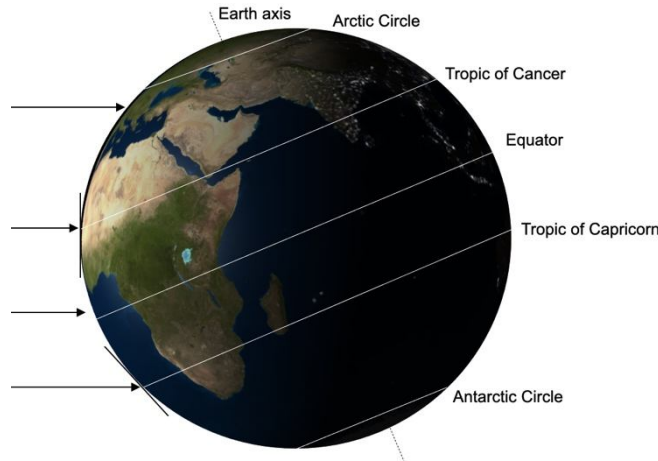 Earth axis
Arctic Circle
Tropic of Cancer
Equator
Tropic of Capricorn
Antarctic Circle